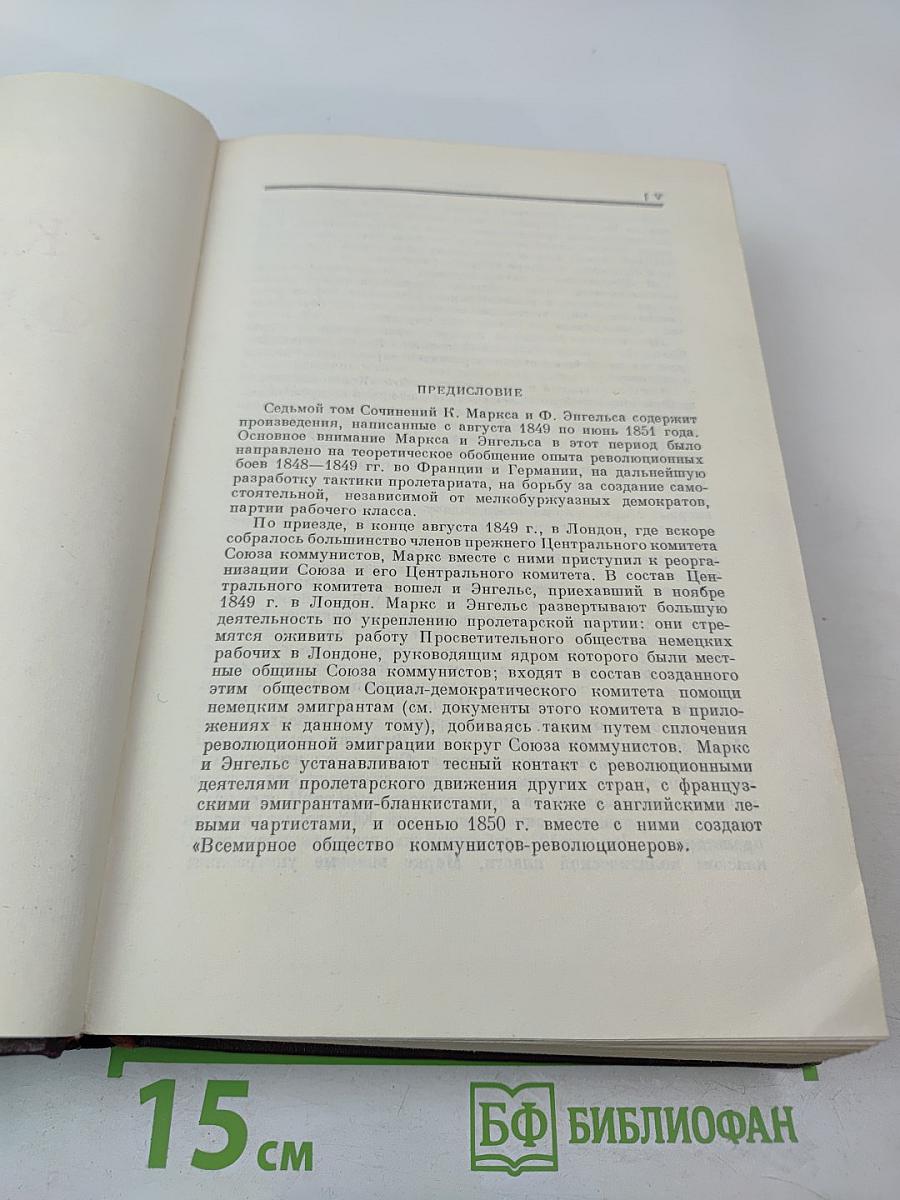 ПРЕДИСЛОВИЕ
Седьмой том Сочинений К. Маркса и Ф. Энгельса содержит
произведения, написанные с августа 1849 по июнь 1851 года.
Основное внимание Маркса и Энгельса в этот период было
направлено на теоретическое обобщение опыта революционных
боев 1848—1849 гг. во Франции и Германии, на дальнейшую
разработку тактики пролетариата, на борьбу за создание само-
стоятельной, независимой от мелкобуржуазных демократов,
партии рабочего класса.
По приезде, в конце августа 1849 г., в Лондон, где вскоре
собралось большинство членов прежнего Центрального комитета
Союза коммунистов, Маркс вместе с ними приступил к реорга-
низации Союза и его Центрального комитета. В состав Цен-
трального комитета вошел и Энгельс, приехавший в ноябре
1849 г. в Лондон. Маркс и Энгельс развертывают большую
деятельность по укреплению пролетарской партии: они стре-
мятся оживить работу Просветительного общества немецких
рабочих в Лондоне, руководящим ядром которого были мест-
ные общины Союза коммунистов; входят в состав созданного
этим обществом Социал-демократического комитета помощи
немецким эмигрантам (см. документы этого комитета в прило-
жениях к данному тому), добиваясь таким путем сплочения
революционной эмиграции вокруг Союза коммунистов. Маркс
и Энгельс устанавливают тесный контакт с революционными
деятелями пролетарского движения других стран, с француз-
скими эмигрантами-бланкистами, а также с английскими ле-
выми чартистами, и осенью 1850 г. вместе с ними создают
«Всемирное общество коммунистов-революционеров».
15 см
БФ БИБЛИОФАН